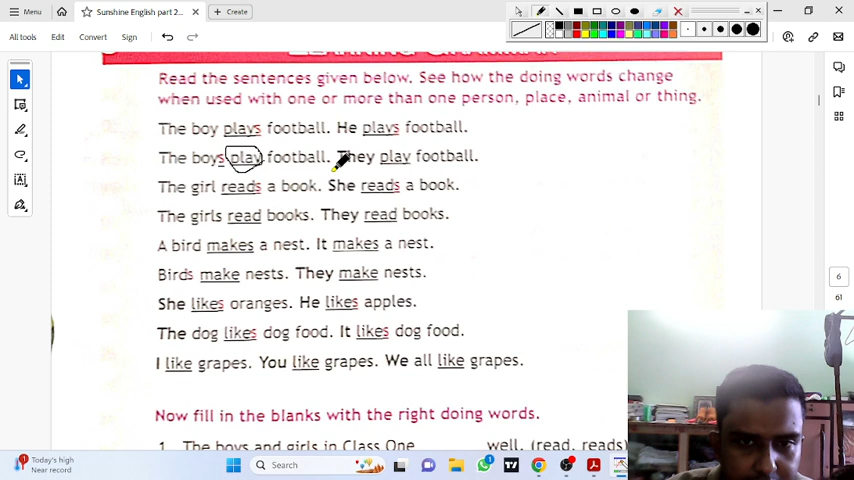 Menu
Sunshine English part 2...
Create
All tools
Edit
Convert
Sign
Read the sentences given below. See how the doing words change
when used with one or more than one person, place, animal or thing.
The boy plays football. He plays football.
The boys play football. They play football.
The girl reads a book. She reads a book.
The girls read books. They read books.
A bird makes a nest. It makes a nest.
Birds make nests. They make nests.
She likes oranges. He likes apples.
The dog likes dog food. It likes dog food.
I like grapes. You like grapes. We all like grapes.
Now fill in the blanks with the right doing words.
1. The boys and girls in Class One ______ well. (read, reads)
6
61
Today's high
Near record
Search